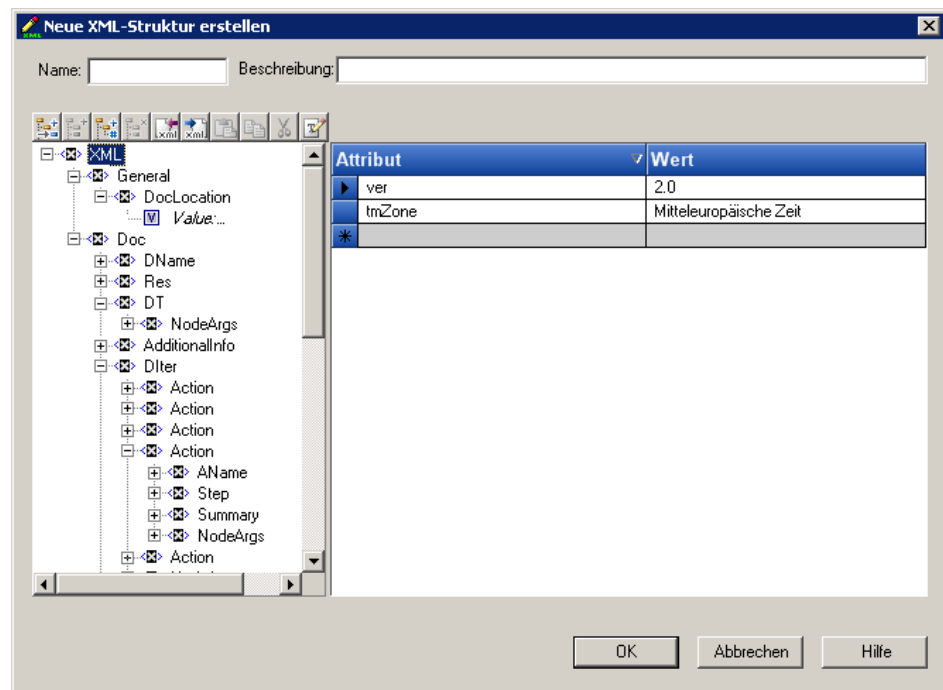 Neue XML-Struktur erstellen
Name: Beschreibung:
Attribut Wert
ver 2.0
tmZone Mitteleuropäische Zeit
XML
General
DocLocation
Value:...
Doc
DName
Res
DT
NodeArgs
AdditionalInfo
DIter
Action
Action
Action
Action
AName
Step
Summary
NodeArgs
Action
OK Abbrechen Hilfe